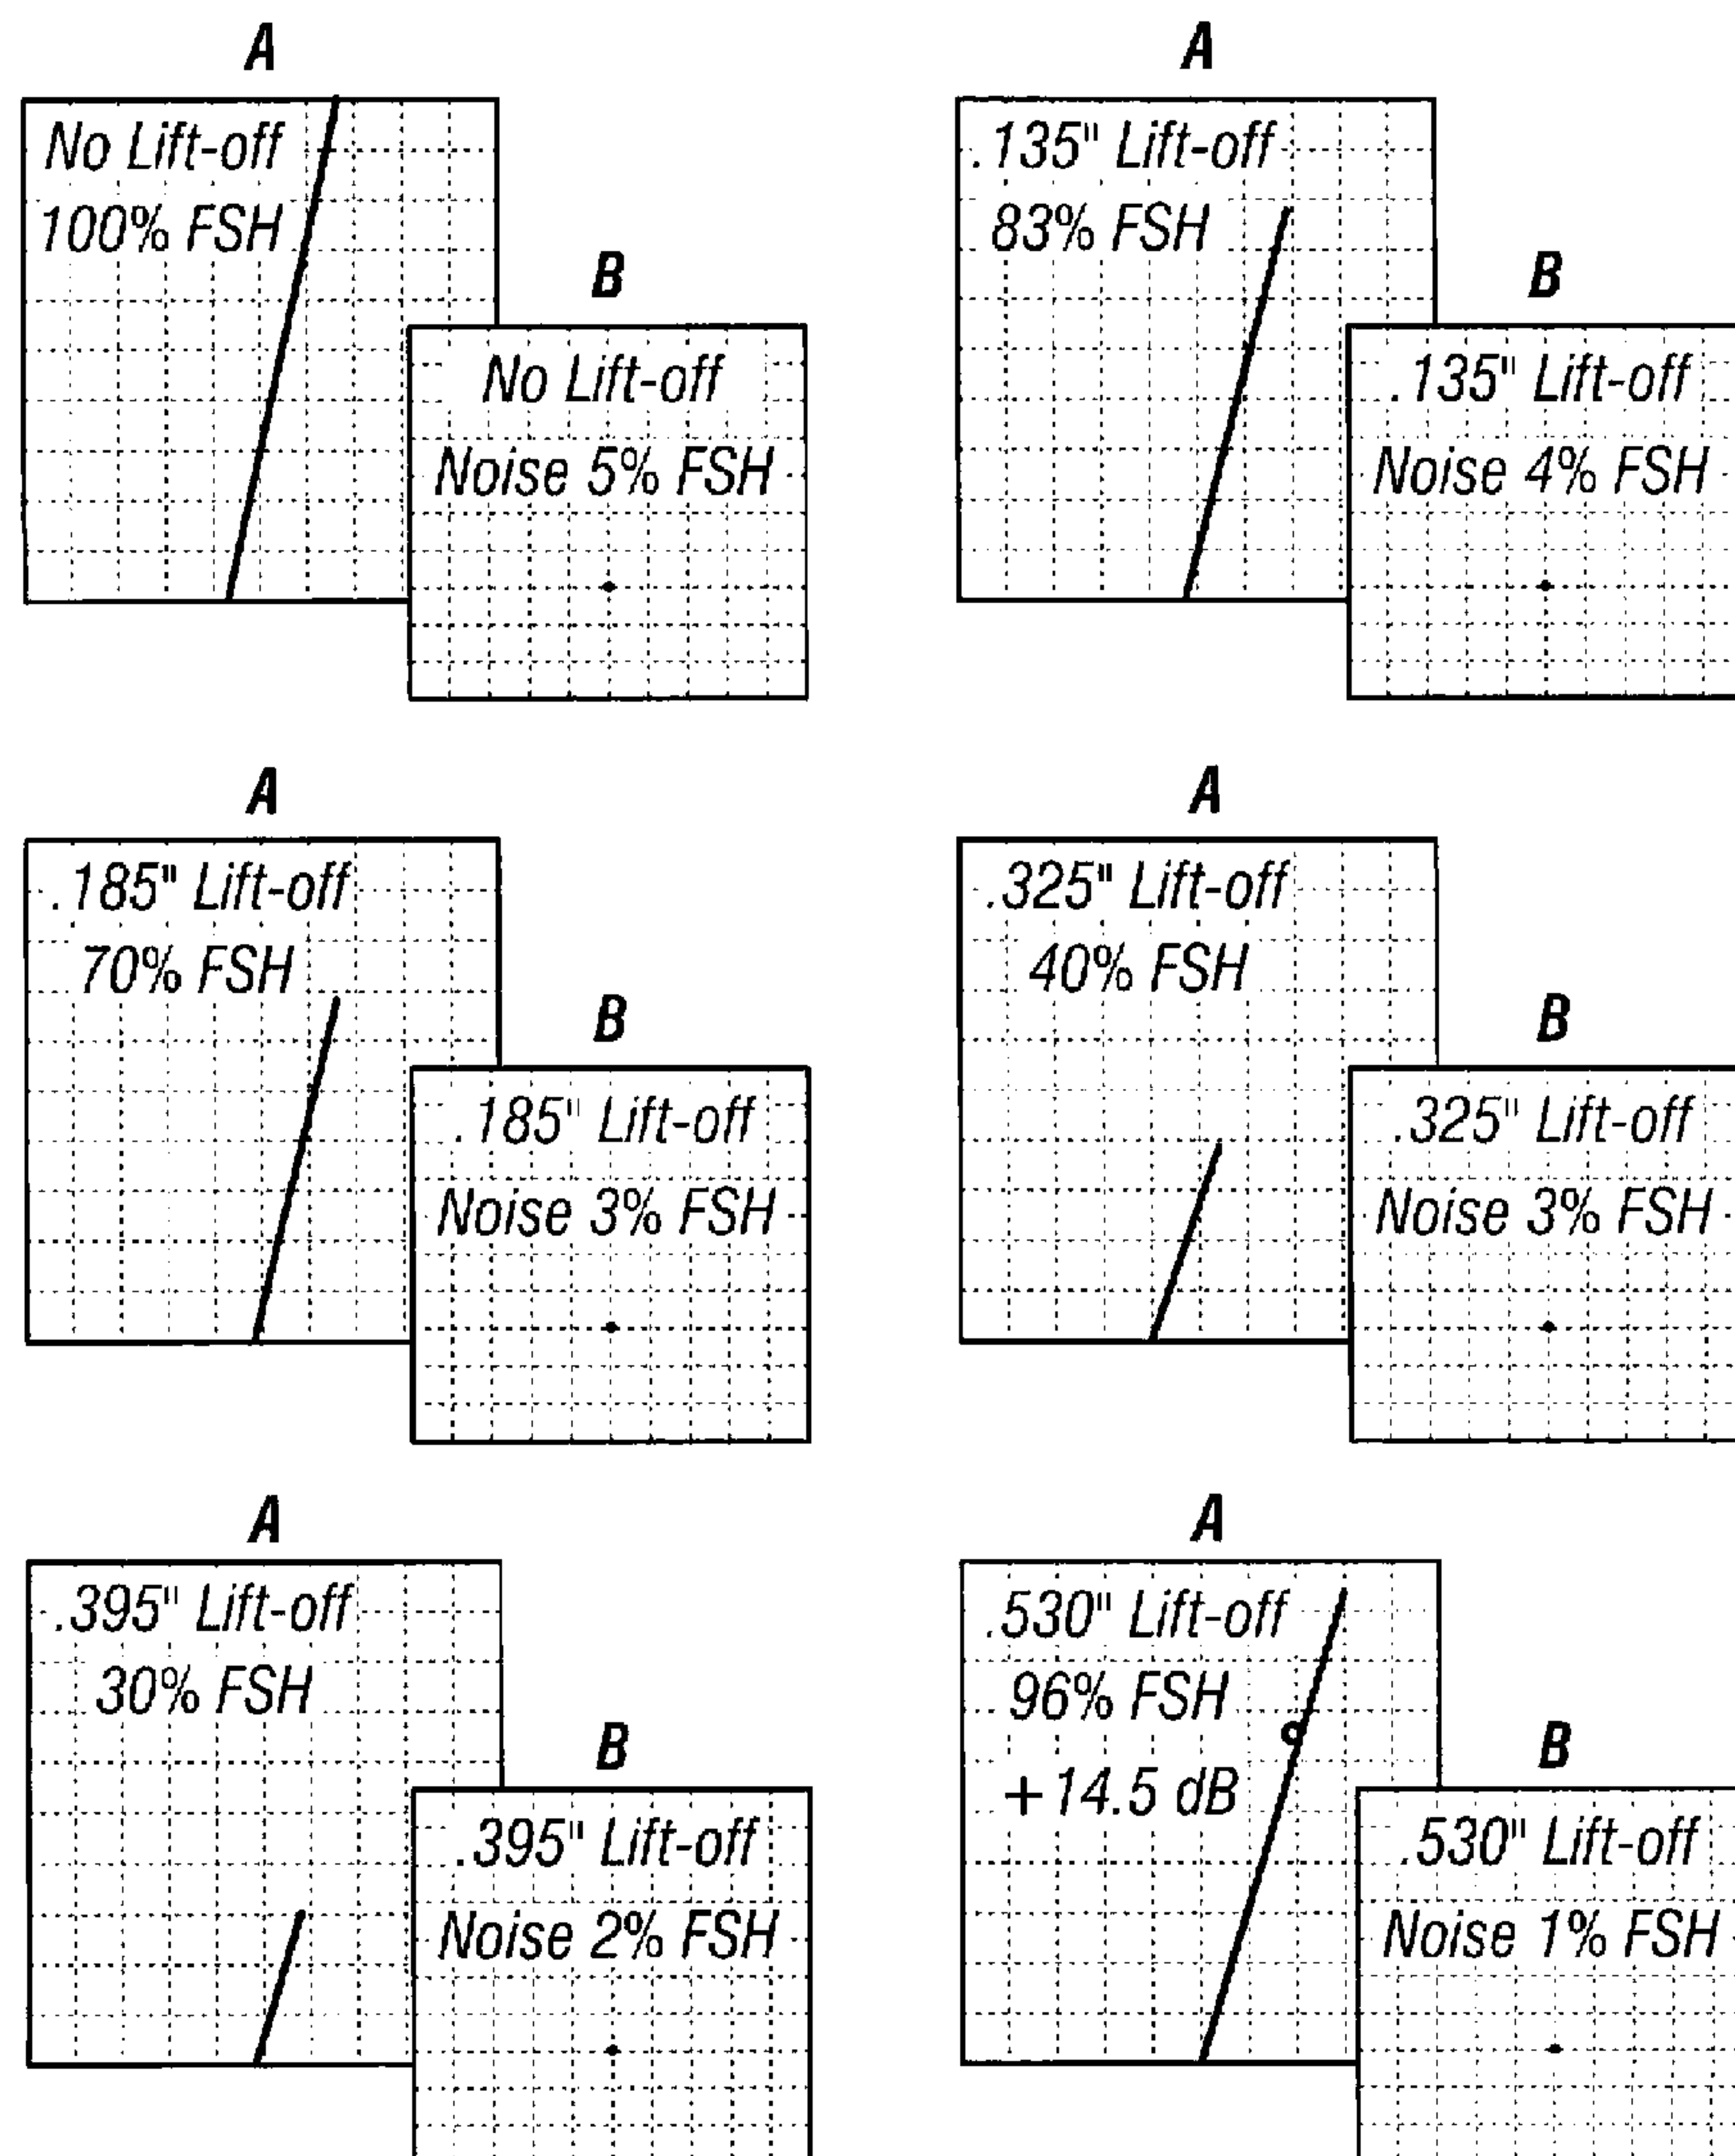 A
No Lift-off
100% FSH
B
No Lift-off
Noise 5% FSH
A
.135" Lift-off
83% FSH
B
.135" Lift-off
Noise 4% FSH
A
.185" Lift-off
70% FSH
B
.185" Lift-off
Noise 3% FSH
A
.325" Lift-off
40% FSH
B
.325" Lift-off
Noise 3% FSH
A
.395" Lift-off
30% FSH
B
.395" Lift-off
Noise 2% FSH
A
.530" Lift-off
96% FSH
+14.5 dB
B
.530" Lift-off
Noise 1% FSH